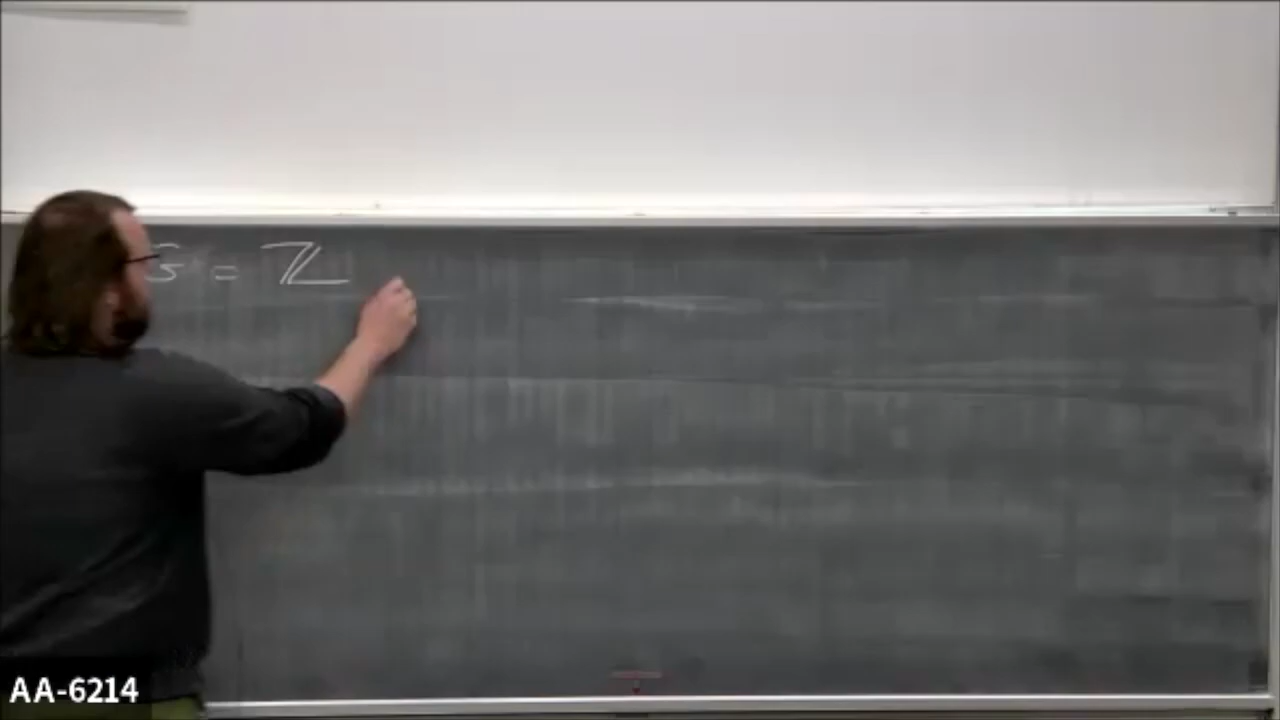 G = ℤ
AA-6214